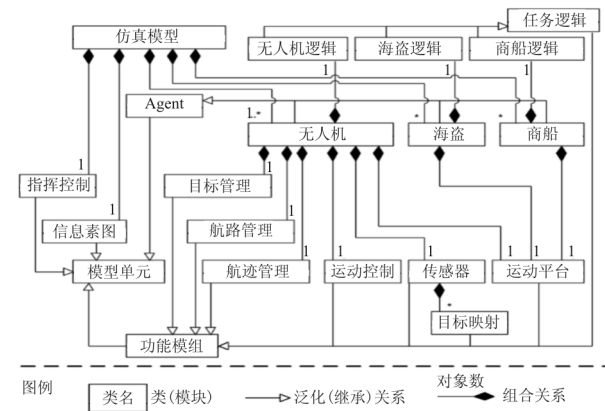 任务逻辑
仿真模型
无人机逻辑
海盗逻辑
商船逻辑
1
1
1
1
Agent
1..*
*
*
无人机
海盗
商船
1
1
指挥控制
目标管理
1
1
信息素图
航路管理
1
1
1
1
1
1
模型单元
航迹管理
运动控制
传感器
运动平台
*
目标映射
功能模组
图例
类名
类(模块)
泛化(继承)关系
对象数
组合关系